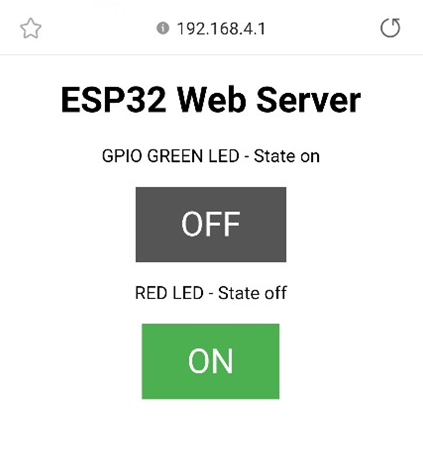 192.168.4.1
ESP32 Web Server
GPIO GREEN LED - State on
OFF
RED LED - State off
ON